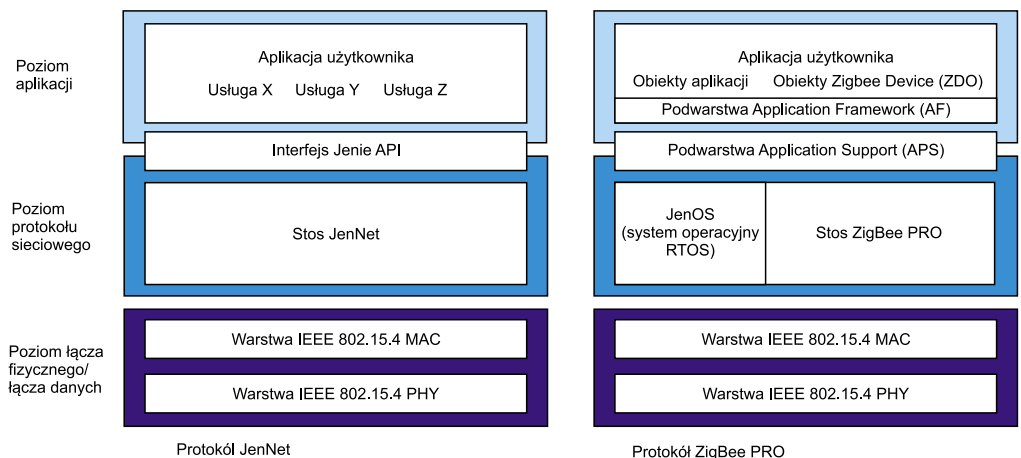 Poziom
aplikacji
Aplikacja użytkownika
Usługa X Usługa Y Usługa Z
Interfejs Jenie API
Aplikacja użytkownika
Obiekty aplikacji Obiekty Zigbee Device (ZDO)
Podwarstwa Application Framework (AF)
Podwarstwa Application Support (APS)
Poziom
protokołu
sieciowego
Stos JenNet
JenOS
(system operacyjny
RTOS)
Stos ZigBee PRO
Poziom łącza
fizycznego/
łącza danych
Warstwa IEEE 802.15.4 MAC
Warstwa IEEE 802.15.4 PHY
Warstwa IEEE 802.15.4 MAC
Warstwa IEEE 802.15.4 PHY
Protokól JenNet
Protokół ZigBee PRO